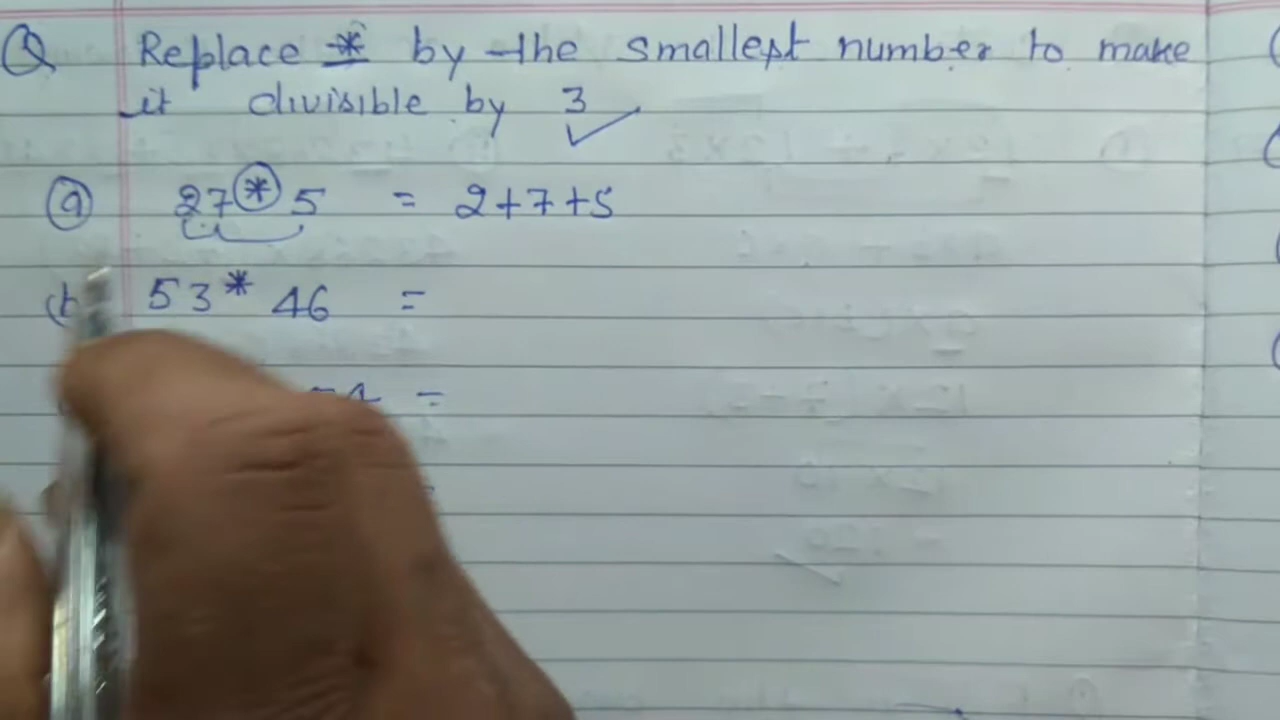 Q Replace * by the smallest number to make
it divisible by 3
(a) 27*5 = 2+7+5
(b 53*46 =
=